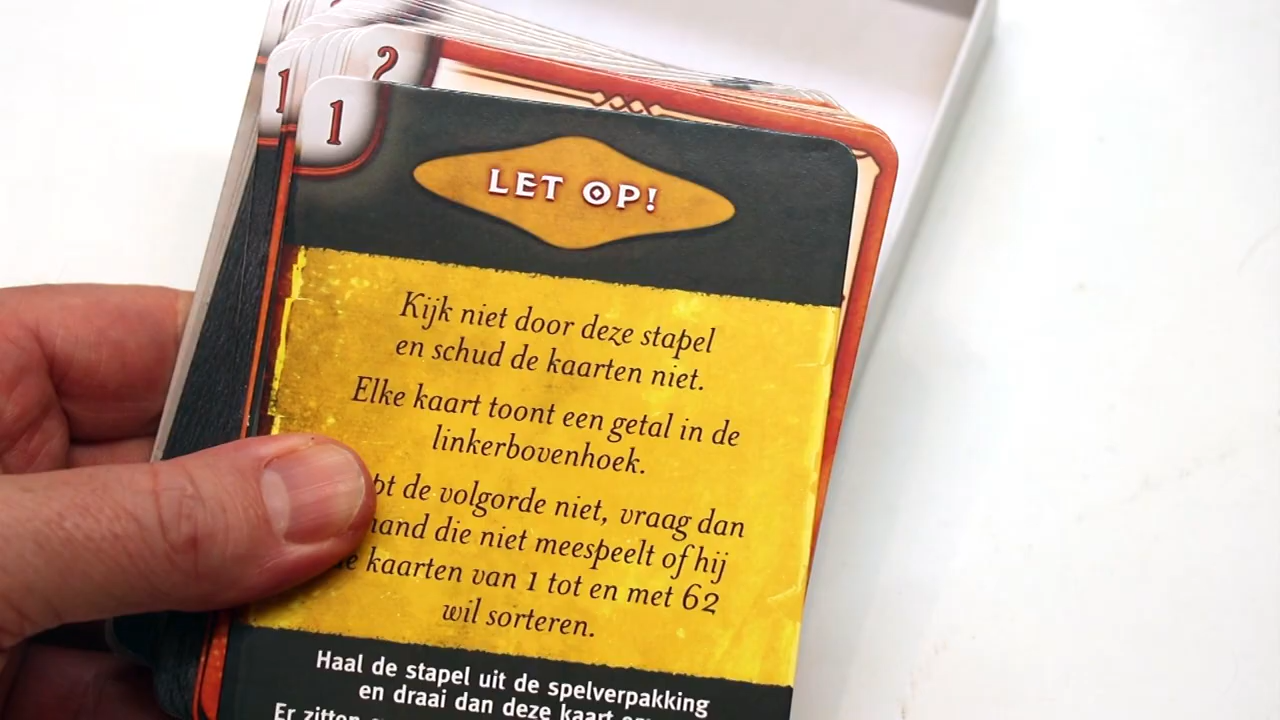 1
2
1
LET OP!
Kijk niet door deze stapel
en schud de kaarten niet.
Elke kaart toont een getal in de
linkerbovenhoek.
de volgorde niet, vraag dan
die niet meespeelt of hij
kaarten van 1 tot en met 62
wil sorteren.
Haal de stapel uit de spelverpakking
en draai dan deze kaart
Er zitten